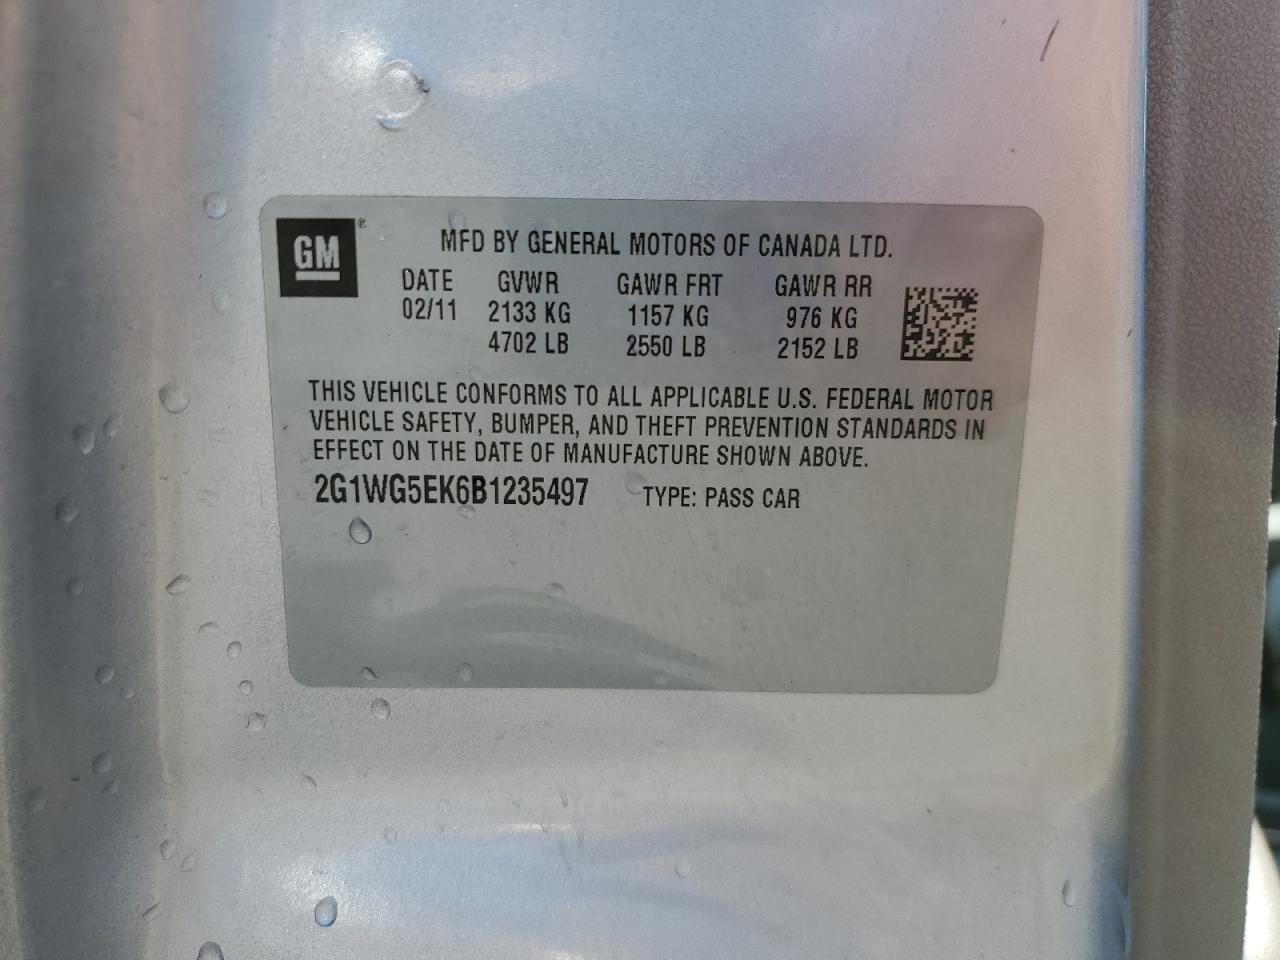 GM ®
MFD BY GENERAL MOTORS OF CANADA LTD.
DATE GVWR GAWR FRT GAWR RR
02/11 2133 KG 1157 KG 976 KG
4702 LB 2550 LB 2152 LB
THIS VEHICLE CONFORMS TO ALL APPLICABLE U.S. FEDERAL MOTOR
VEHICLE SAFETY, BUMPER, AND THEFT PREVENTION STANDARDS IN
EFFECT ON THE DATE OF MANUFACTURE SHOWN ABOVE.
2G1WG5EK6B1235497 TYPE: PASS CAR